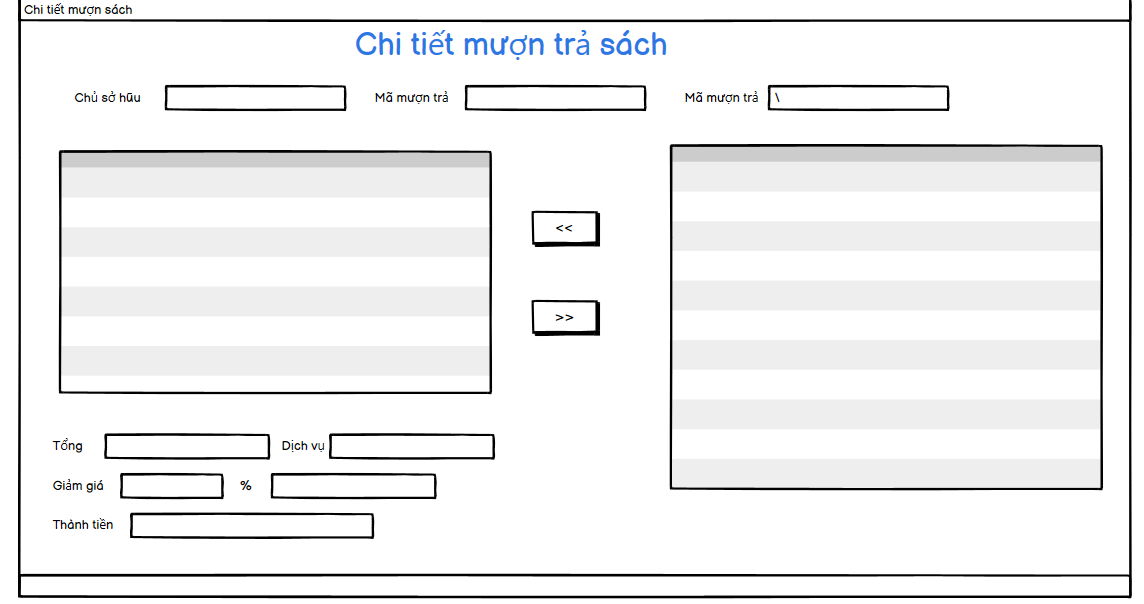 Chi tiết mượn sách
Chi tiết mượn trả sách
Chủ sở hữu Mã mượn trả Mã mượn trả \
<<
>>
Tổng Dịch vụ
Giảm giá %
Thành tiền